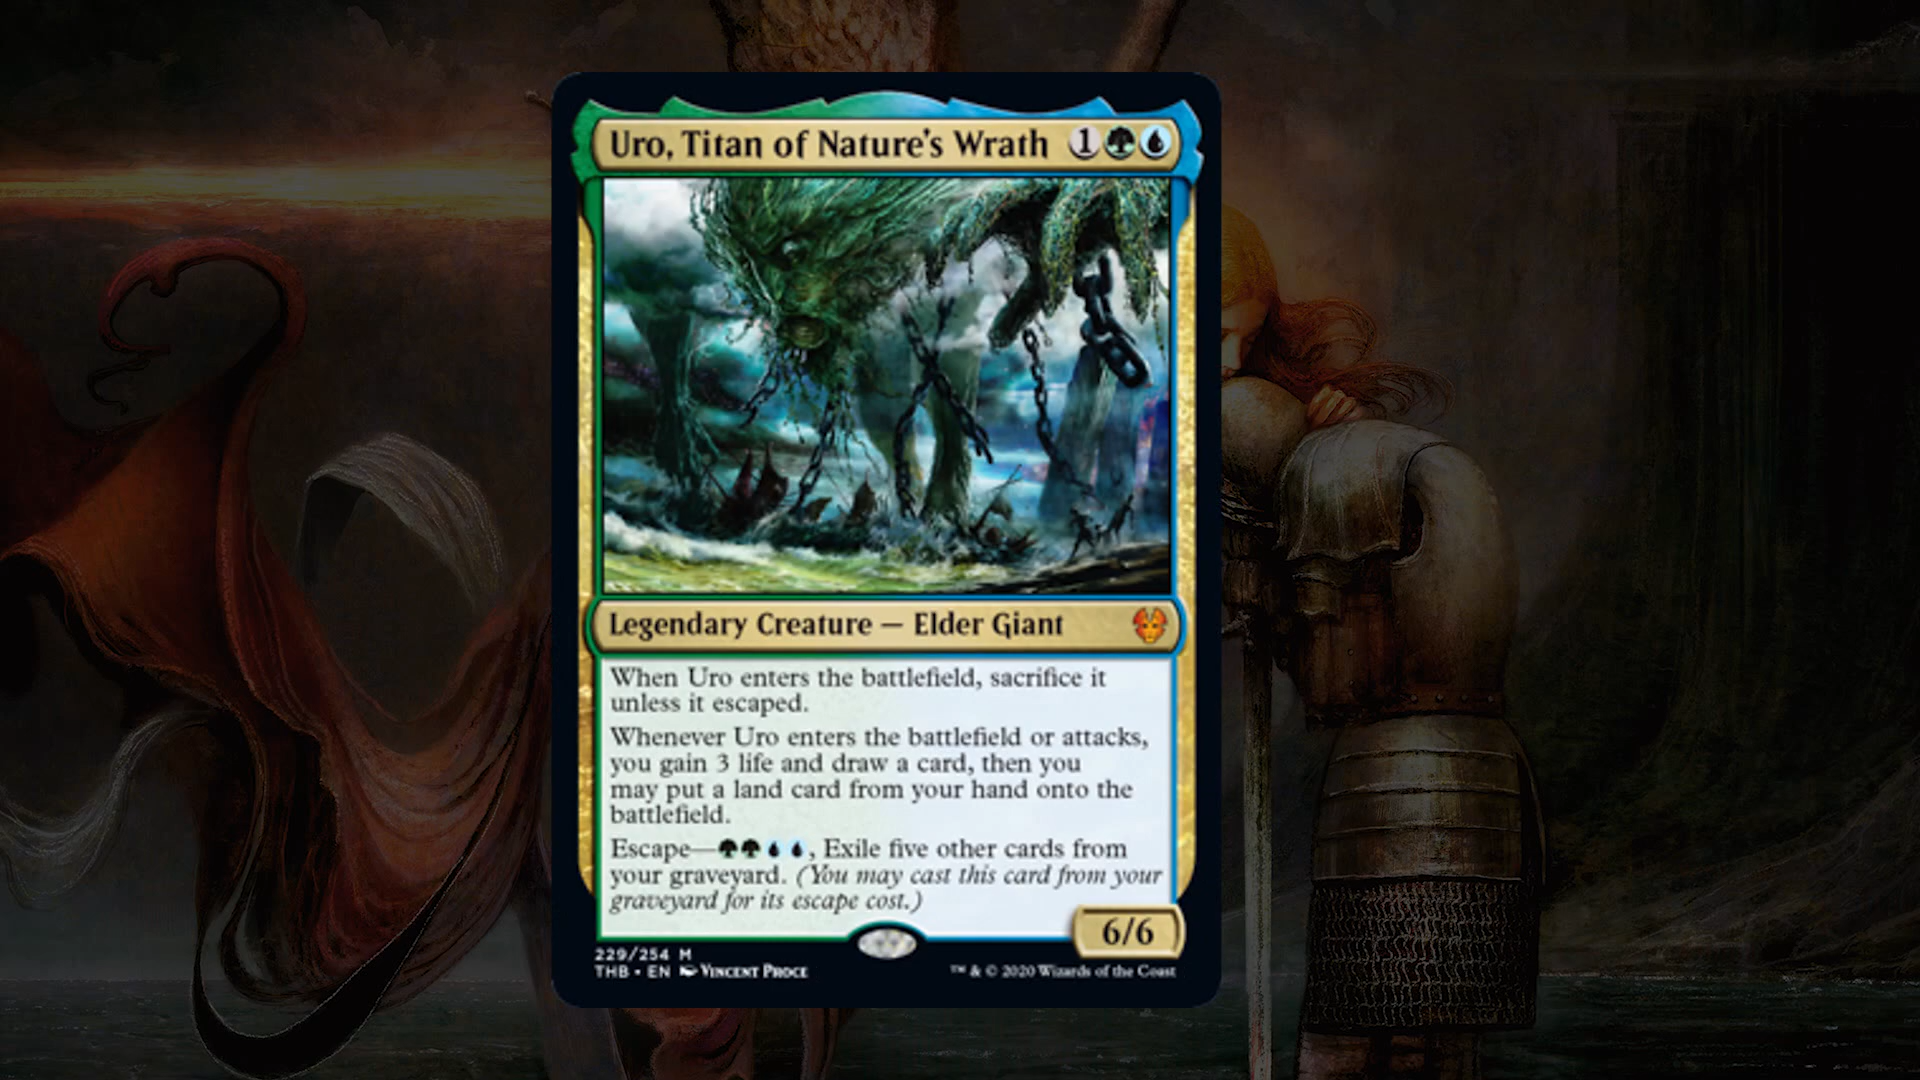 Uro, Titan of Nature's Wrath 1
Legendary Creature — Elder Giant
When Uro enters the battlefield, sacrifice it
unless it escaped.
Whenever Uro enters the battlefield or attacks,
you gain 3 life and draw a card, then you
may put a land card from your hand onto the
battlefield.
Escape— , Exile five other cards from
your graveyard. (You may cast this card from your
graveyard for its escape cost.)
6/6
229/254 M
THB • EN Vincent Proce
™ & © 2020 Wizards of the Coast